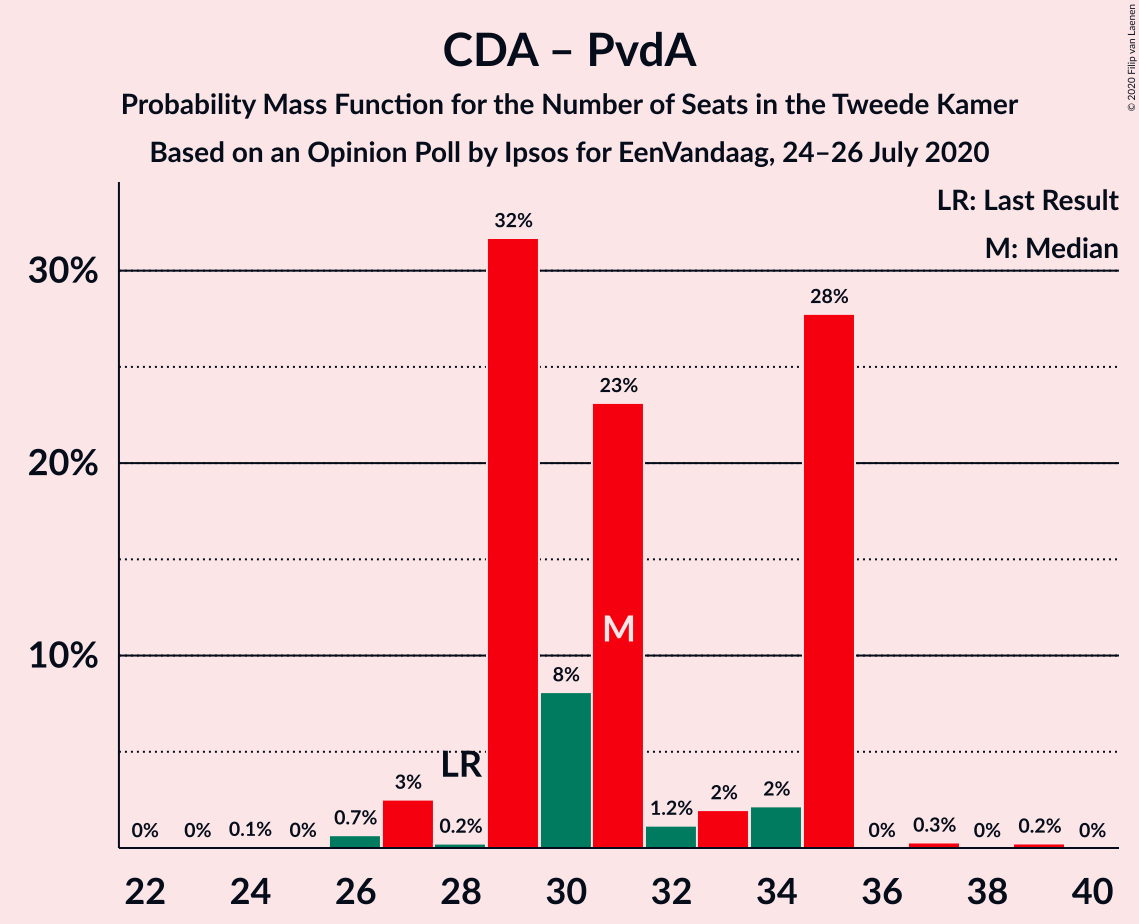 CDA – PvdA
Probability Mass Function for the Number of Seats in the Tweede Kamer
Based on an Opinion Poll by Ipsos for EenVandaag, 24–26 July 2020
© 2020 Filip van Laenen
LR: Last Result
M: Median
30%
20%
10%
0%
0%
0.1%
0%
0.7%
3%
0.2%
LR
32%
8%
23%
M
1.2%
2%
2%
28%
0%
0.3%
0%
0.2%
0%
22 24 26 28 30 32 34 36 38 40